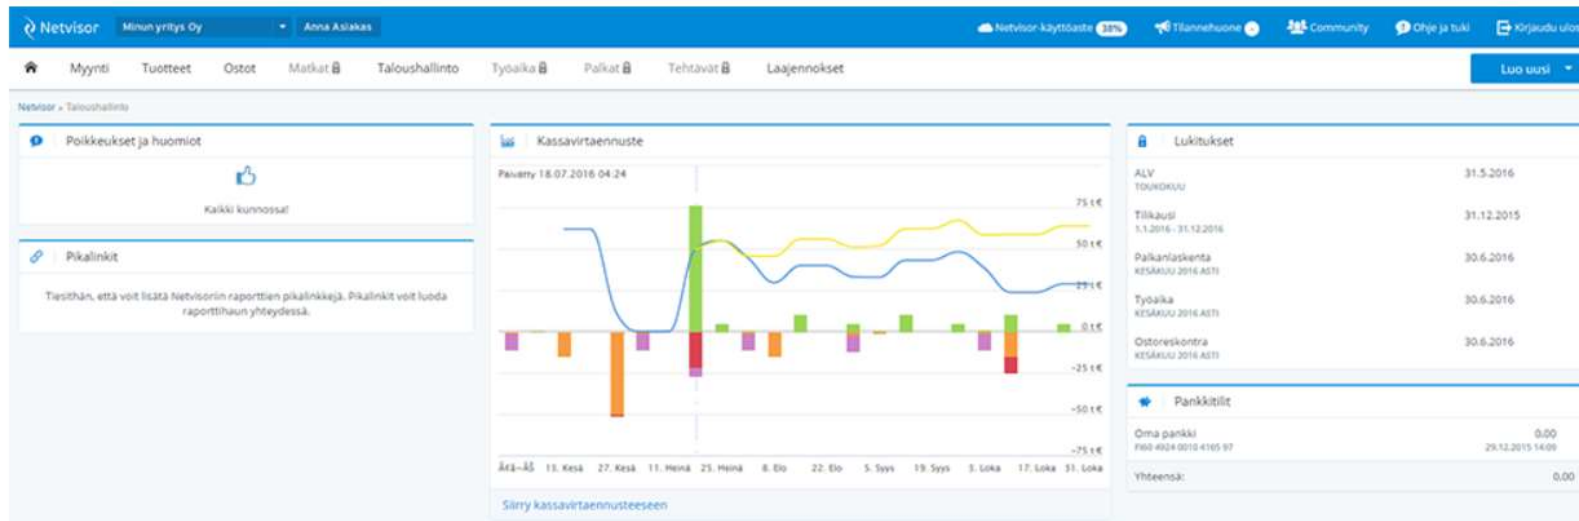 Netvisor
Minun yritys Oy
Anna Asiakas
Netvisor-käyttöaste 38%
Tilannehuone
Community
Ohje ja tuki
Kirjaudu ulos
Myynti
Tuotteet
Ostot
Matkat
Taloushallinto
Työaika
Palkat
Tehtävät
Laajennokset
Luo uusi
Netvisor » Taloushallinto
Poikkeukset ja huomiot
Kaikki kunnossa!
Pikalinkit
Tiesithän, että voit lisätä Netvisoriin raporttien pikalinkkejä. Pikalinkit voit luoda
raporttihaun yhteydessä.
Kassavirtaennuste
Päivätty 18.07.2016 04:24
75 t€
50 t€
25 t€
0 t€
-25 t€
-50 t€
-75 t€
13. Kesä 27. Kesä 11. Heinä 25. Heinä 8. Elo 22. Elo 5. Syys 19. Syys 3. Loka 17. Loka 31. Loka
Siirry kassavirtaennusteeseen
Lukitukset
ALV 31.5.2016
TOUKOKUU
Tilikausi 31.12.2015
1.1.2016 - 31.12.2016
Palkanlaskenta 30.6.2016
KESÄKUU 2016 ASTI
Työaika 30.6.2016
KESÄKUU 2016 ASTI
Ostoreskontra 30.6.2016
KESÄKUU 2016 ASTI
Pankkitilit
Oma pankki 0.00
FI60 4924 0010 4165 97 29.12.2015 14:09
Yhteensä: 0,00